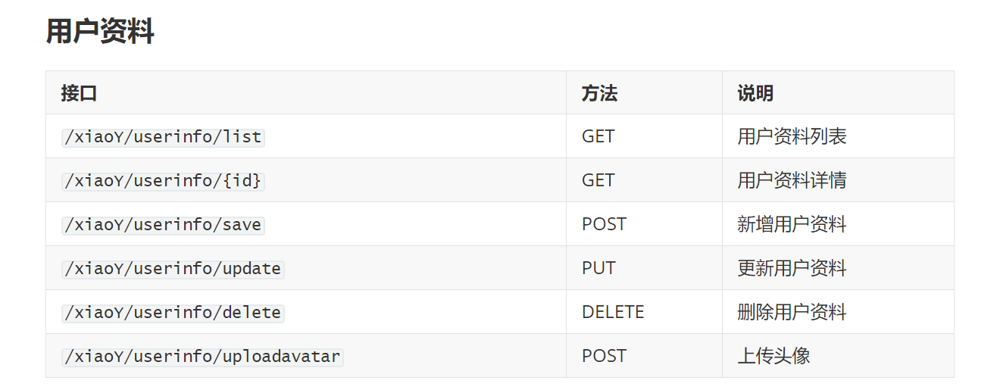 用户资料
接口 方法 说明
/xiaoY/userinfo/list GET 用户资料列表
/xiaoY/userinfo/{id} GET 用户资料详情
/xiaoY/userinfo/save POST 新增用户资料
/xiaoY/userinfo/update PUT 更新用户资料
/xiaoY/userinfo/delete DELETE 删除用户资料
/xiaoY/userinfo/uploadavatar POST 上传头像